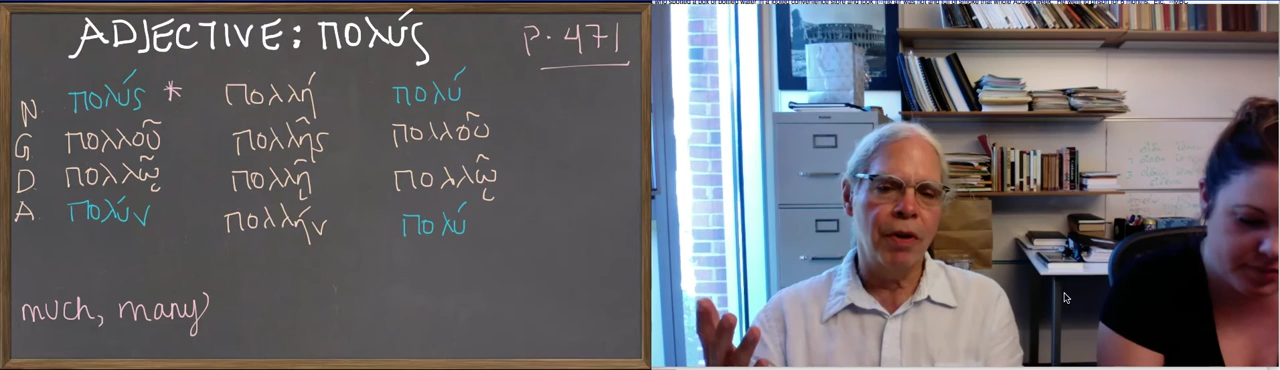 ADJECTIVE: πολύς
p. 471
N. πολύς * πολλή πολύ
G. πολλοῦ πολλῆς πολλοῦ
D. πολλῷ πολλῇ πολλῷ
A. πολύν πολλήν πολύ
much, many